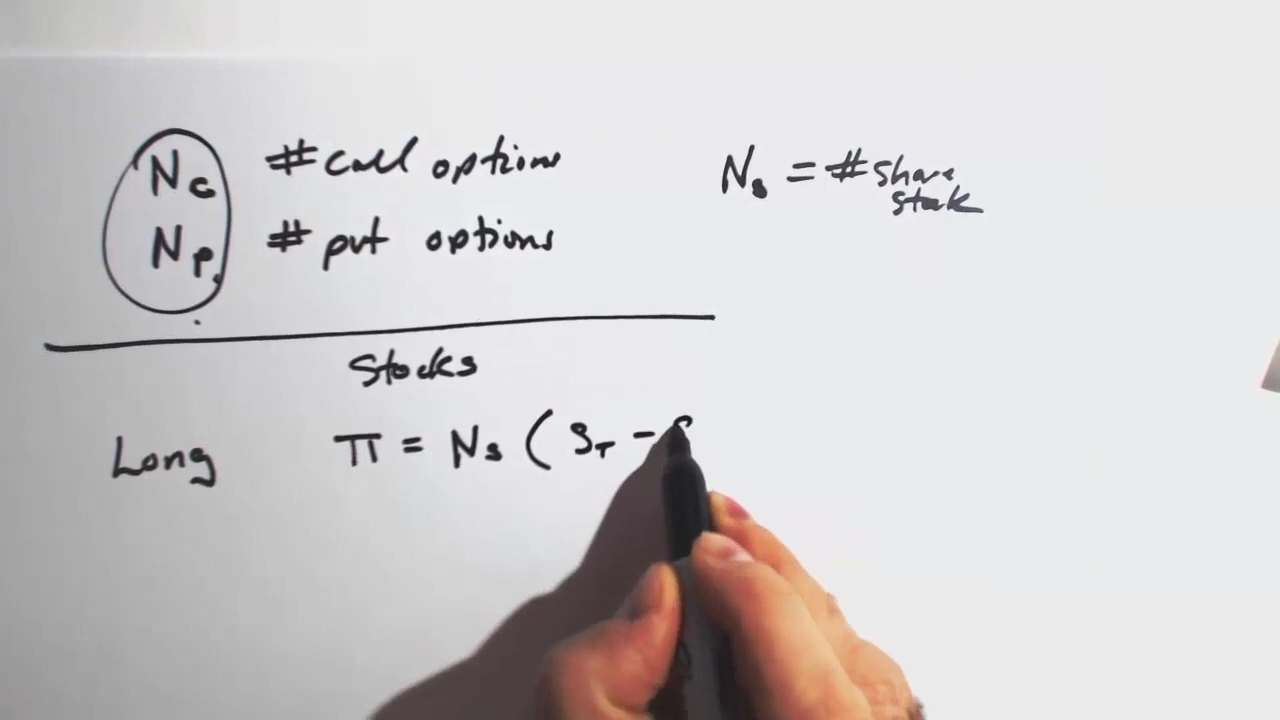 Nc # call options
Ns = # share
stock
Np # put options
Stocks
Long π = Ns ( ST - S